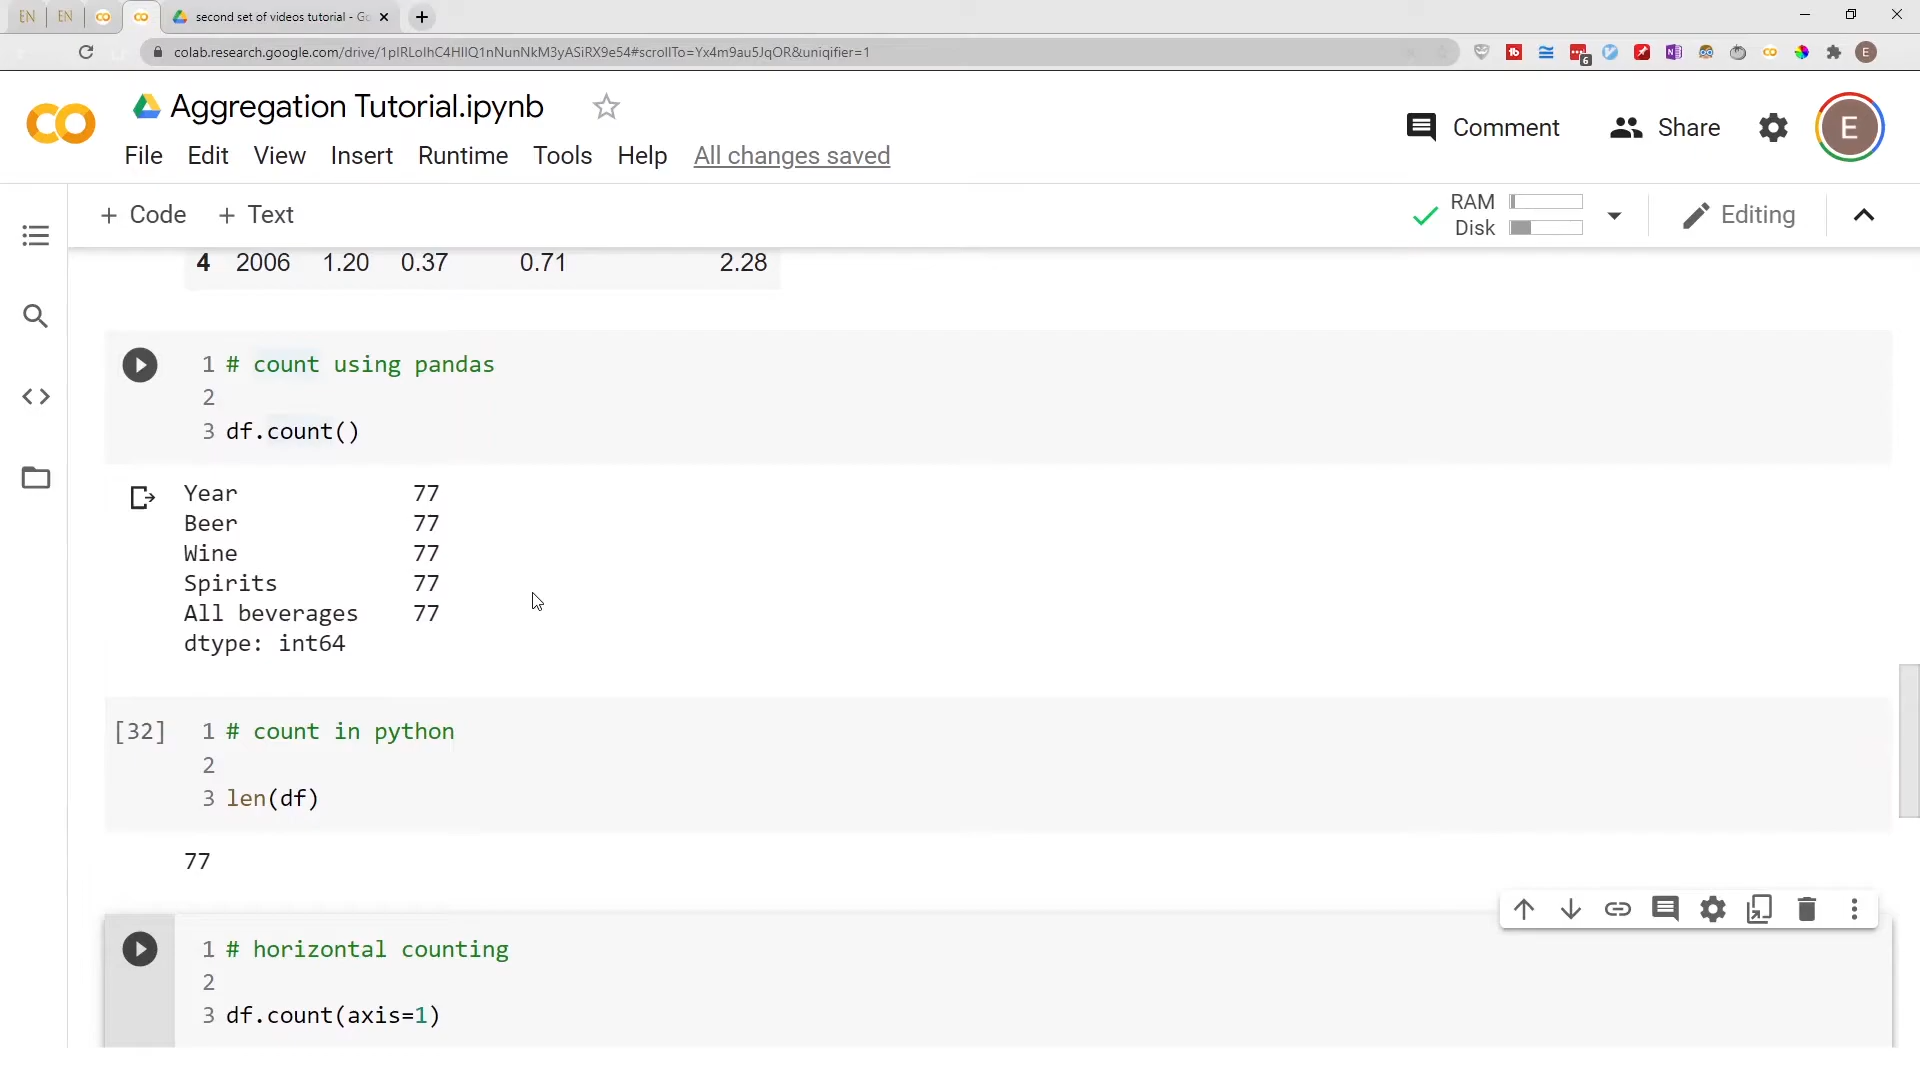 EN EN second set of videos tutorial - Go
colab.research.google.com/drive/1pIRLoIhC4HIlQ1nNunNkM3yASiRX9e54#scrollTo=Yx4m9au5JqOR&uniqifier=1
6
E
Aggregation Tutorial.ipynb
Comment Share E
File Edit View Insert Runtime Tools Help All changes saved
+ Code + Text
RAM
Disk
Editing
4 2006 1.20 0.37 0.71 2.28
1 # count using pandas
2
3 df.count()
Year 77
Beer 77
Wine 77
Spirits 77
All beverages 77
dtype: int64
[32] 1 # count in python
2
3 len(df)
77
1 # horizontal counting
2
3 df.count(axis=1)